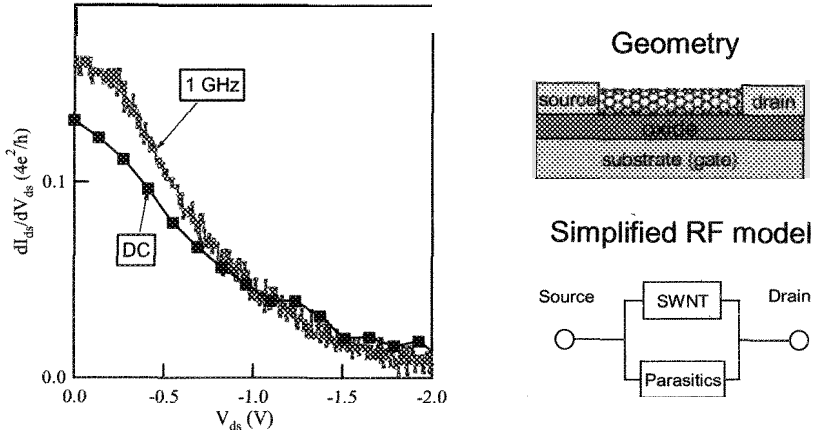 dI_ds/dV_ds (4e²/h)
0.1
0.0
1 GHz
DC
0.0
-0.5
-1.0
-1.5
-2.0
V_ds (V)
Geometry
source
drain
oxide
substrate (gate)
Simplified RF model
Source
SWNT
Drain
Parasitics